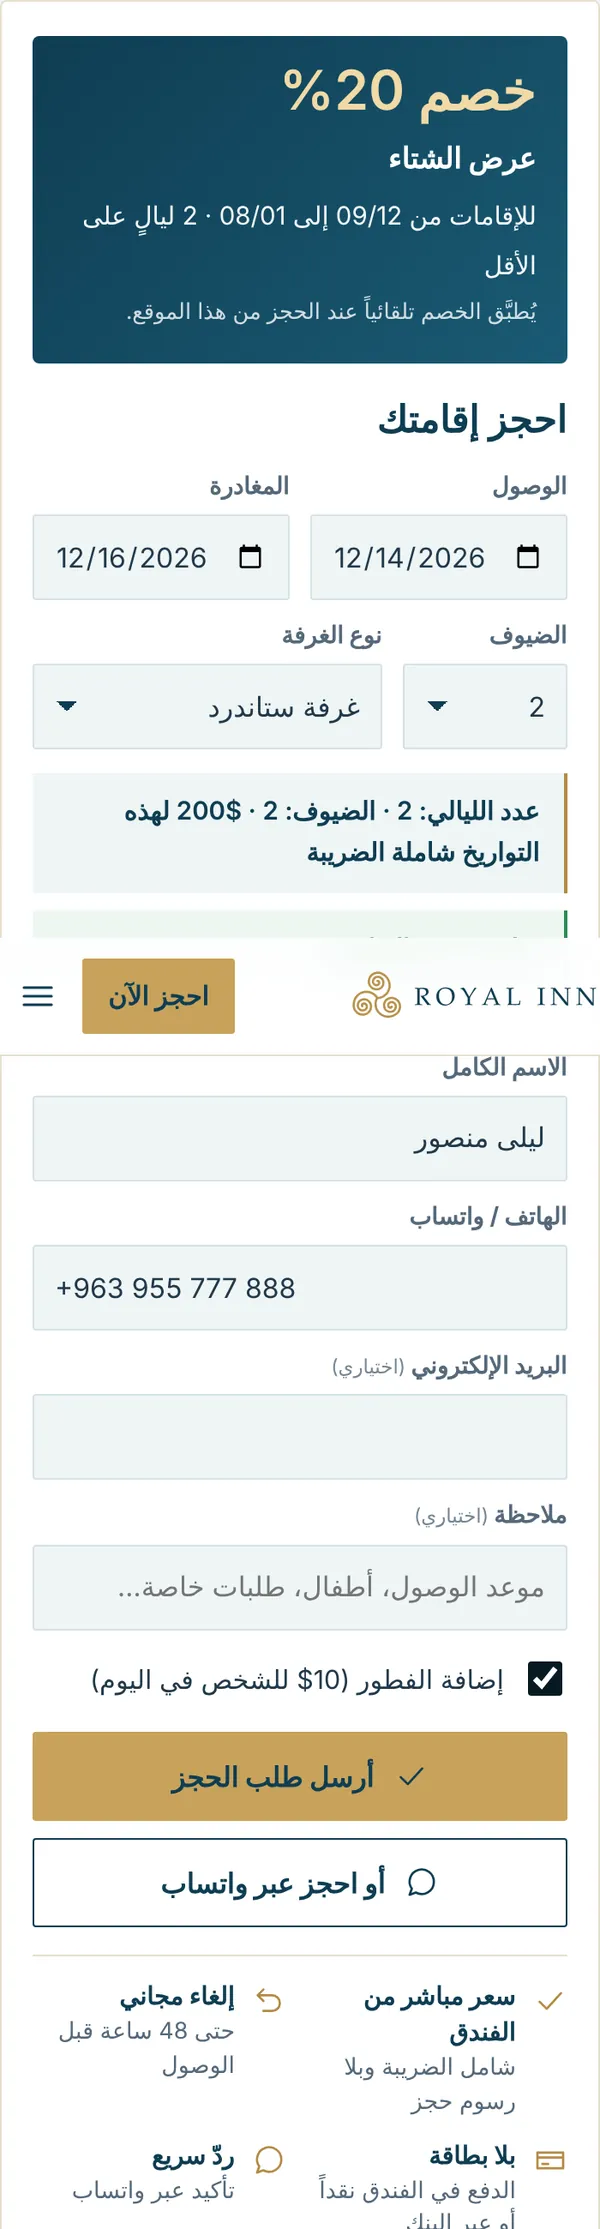 خصم 20%
عرض الشتاء
للإقامات من 09/12 إلى 08/01 · 2 ليالٍ على
الأقل
يُطبَّق الخصم تلقائياً عند الحجز من هذا الموقع.
احجز إقامتك
الوصول
المغادرة
12/14/2026
12/16/2026
الضيوف
نوع الغرفة
2
غرفة ستاندرد
عدد الليالي: 2 · الضيوف: 2 · 200$ لهذه
التواريخ شاملة الضريبة
ROYAL INN
احجز الآن
الاسم الكامل
ليلى منصور
الهاتف / واتساب
+963 955 777 888
البريد الإلكتروني (اختياري)
ملاحظة (اختياري)
موعد الوصول، أطفال، طلبات خاصة...
إضافة الفطور (10$ للشخص في اليوم)
أرسل طلب الحجز
أو احجز عبر واتساب
سعر مباشر من
الفندق
شامل الضريبة وبلا
رسوم حجز
إلغاء مجاني
حتى 48 ساعة قبل
الوصول
بلا بطاقة
الدفع في الفندق نقداً
أو عبر البنك
ردّ سريع
تأكيد عبر واتساب